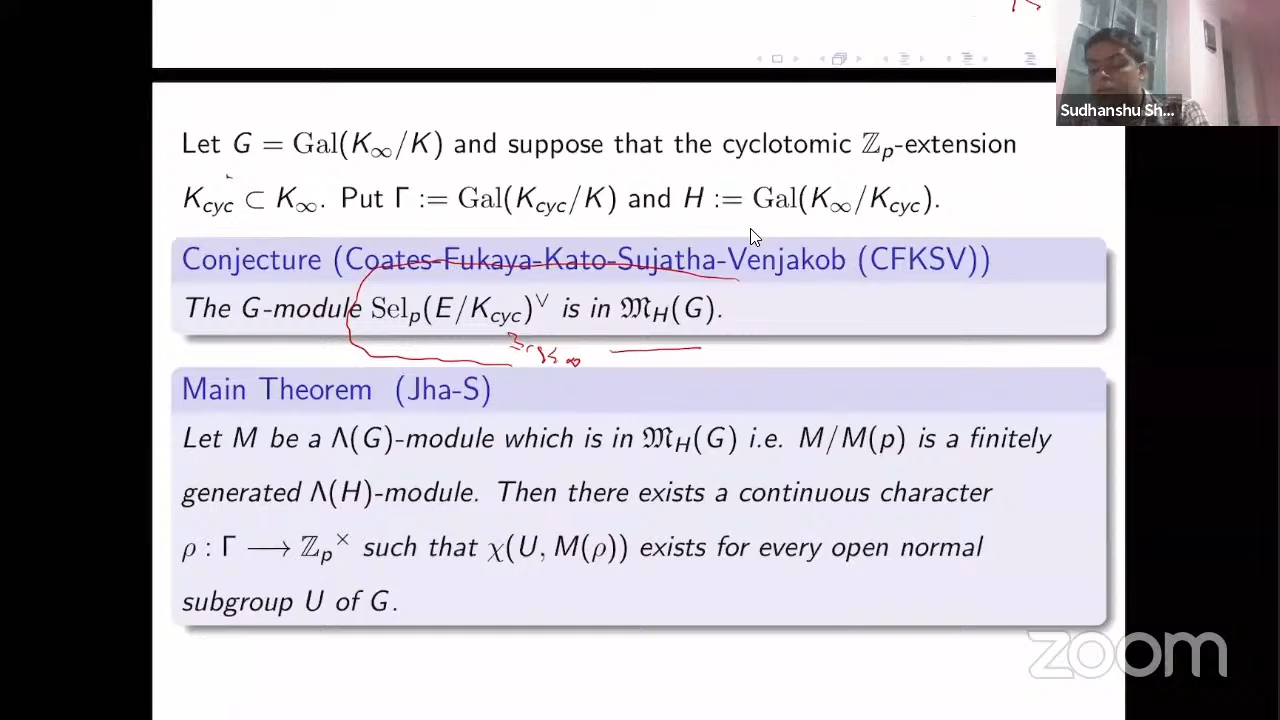 Sudhanshu Sh...
Let G = Gal(K∞/K) and suppose that the cyclotomic ℤp-extension
Kcyc ⊂ K∞. Put Γ := Gal(Kcyc/K) and H := Gal(K∞/Kcyc).
Conjecture (Coates-Fukaya-Kato-Sujatha-Venjakob (CFKSV))
The G-module Selp(E/Kcyc)∨ is in 𝔐H(G).
Main Theorem (Jha-S)
Let M be a Λ(G)-module which is in 𝔐H(G) i.e. M/M(p) is a finitely
generated Λ(H)-module. Then there exists a continuous character
ρ : Γ ⟶ ℤp× such that χ(U, M(ρ)) exists for every open normal
subgroup U of G.
zoom